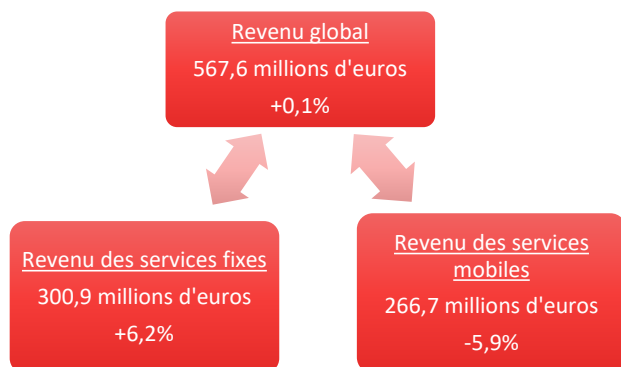 Revenu global
567,6 millions d'euros
+0,1%
Revenu des services fixes
300,9 millions d'euros
+6,2%
Revenu des services
mobiles
266,7 millions d'euros
-5,9%